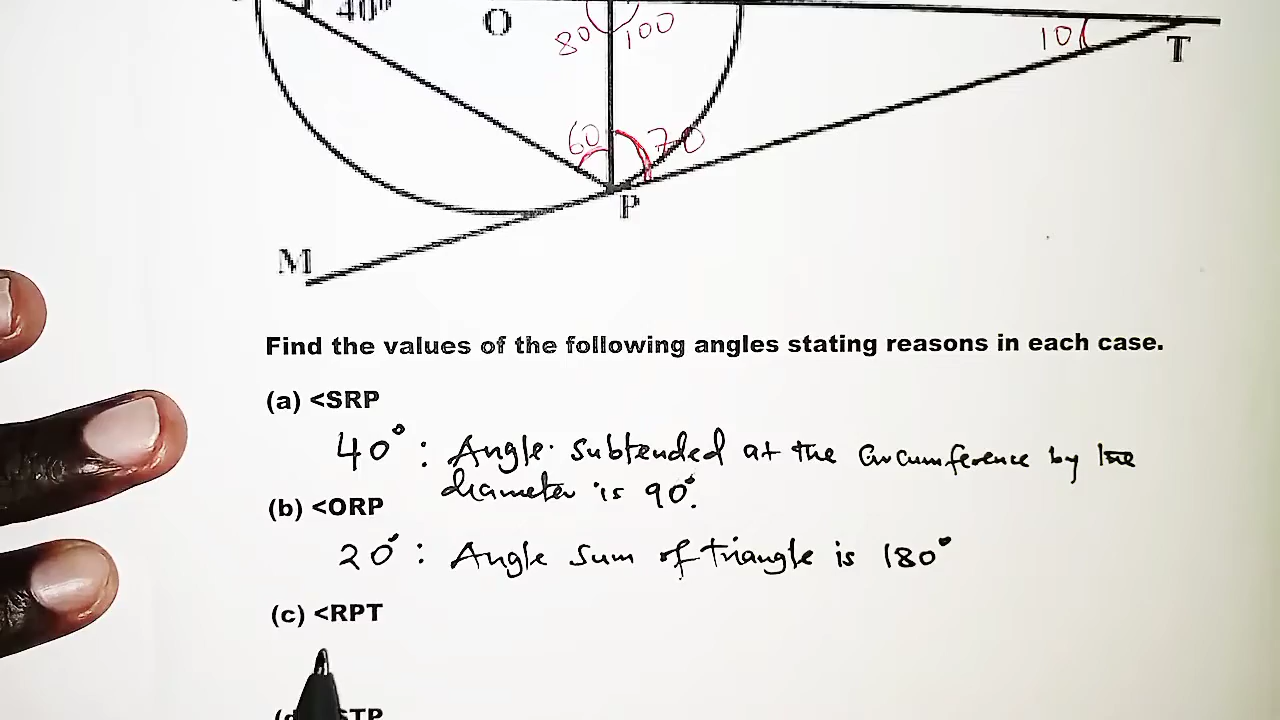 40°
O
80 100
10
T
60 70
P
M
Find the values of the following angles stating reasons in each case.
(a) <SRP
40° : Angle subtended at the circumference by the
diameter is 90°.
(b) <ORP
20° : Angle sum of triangle is 180°
(c) <RPT
STP